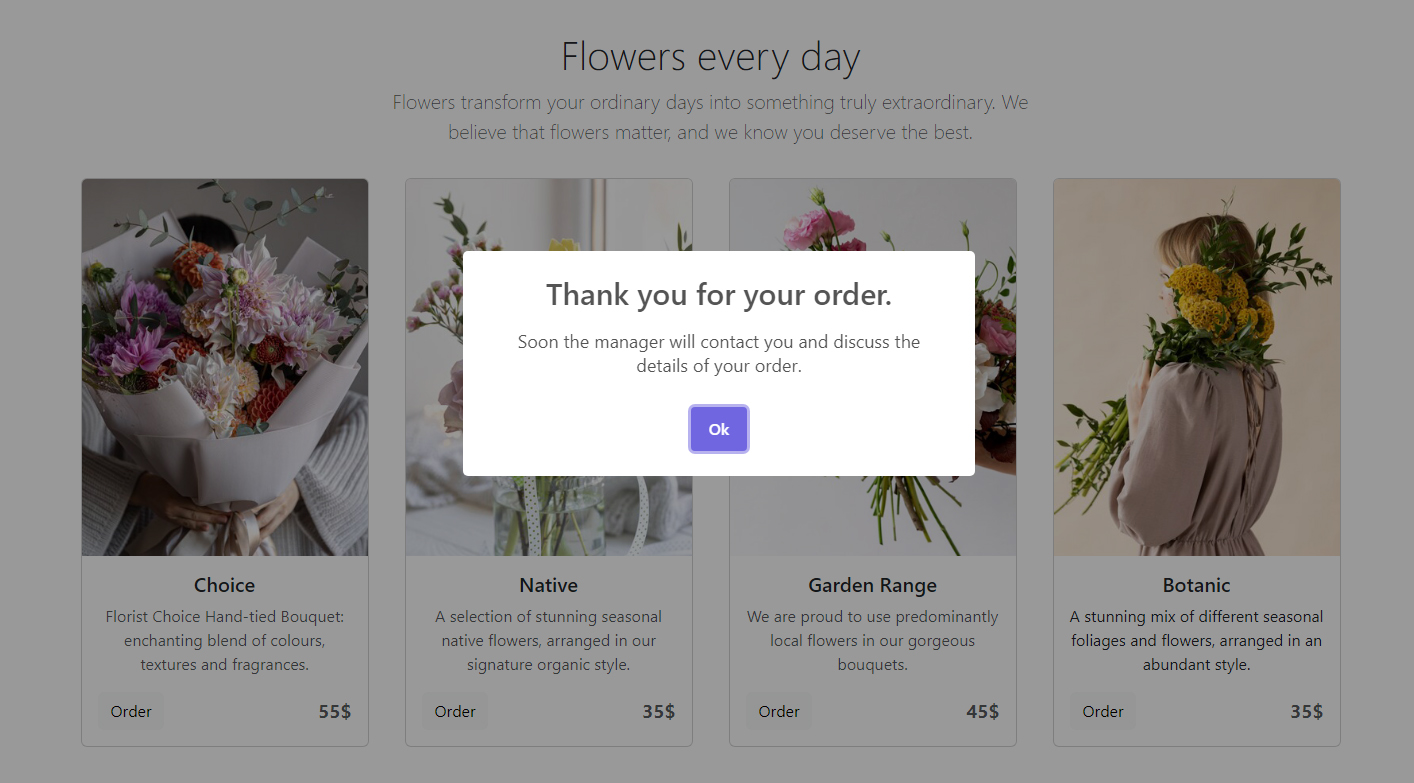 Flowers every day
Flowers transform your ordinary days into something truly extraordinary. We
believe that flowers matter, and we know you deserve the best.
Thank you for your order.
Soon the manager will contact you and discuss the
details of your order.
Ok
Choice
Florist Choice Hand-tied Bouquet:
enchanting blend of colours,
textures and fragrances.
Order
55$
Native
A selection of stunning seasonal
native flowers, arranged in our
signature organic style.
Order
35$
Garden Range
We are proud to use predominantly
local flowers in our gorgeous
bouquets.
Order
45$
Botanic
A stunning mix of different seasonal
foliages and flowers, arranged in an
abundant style.
Order
35$